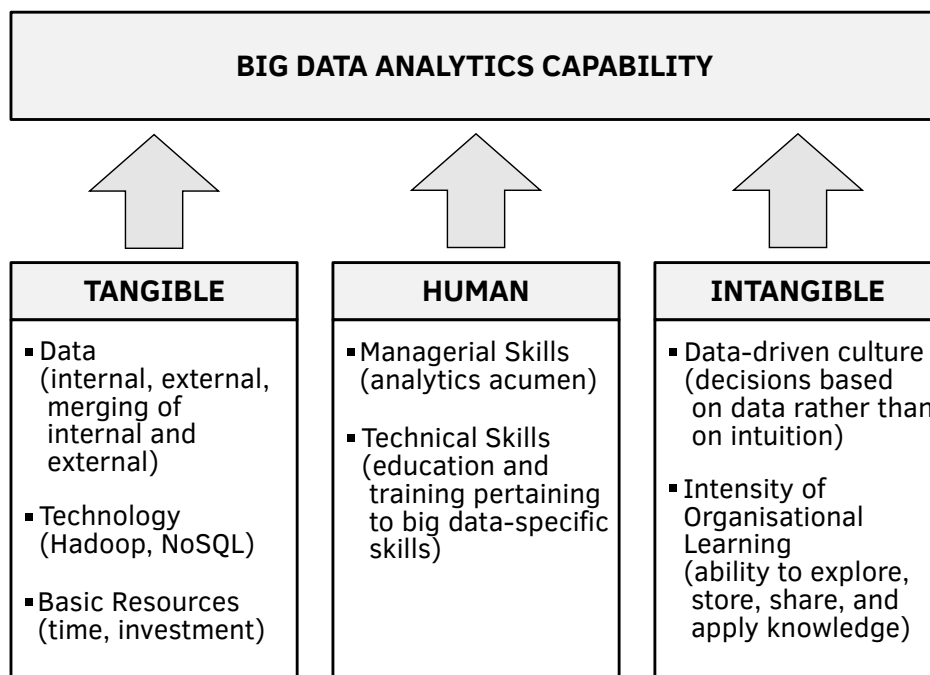 BIG DATA ANALYTICS CAPABILITY
TANGIBLE
▪ Data
(internal, external,
merging of
internal and
external)
▪ Technology
(Hadoop, NoSQL)
▪ Basic Resources
(time, investment)
HUMAN
▪ Managerial Skills
(analytics acumen)
▪ Technical Skills
(education and
training pertaining
to big data-specific
skills)
INTANGIBLE
▪ Data-driven culture
(decisions based
on data rather than
on intuition)
▪ Intensity of
Organisational
Learning
(ability to explore,
store, share, and
apply knowledge)